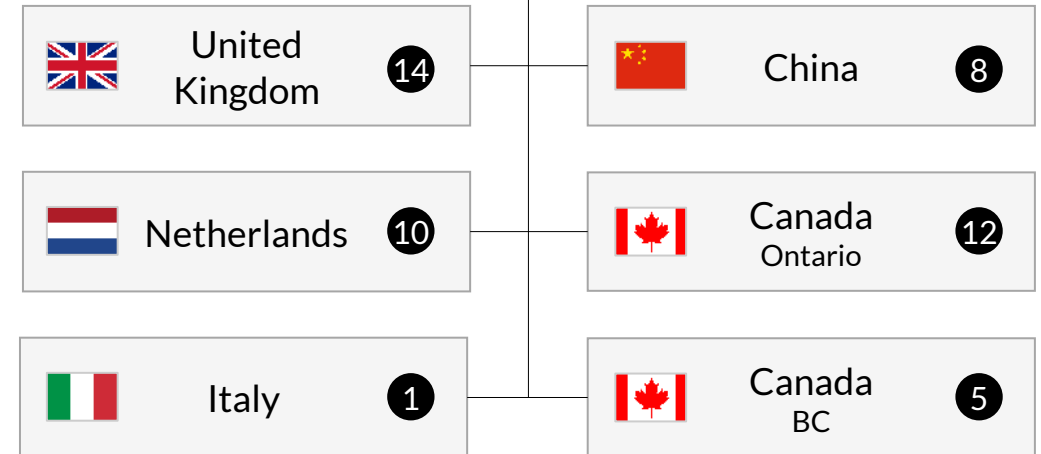 United
Kingdom
14
China
8
Netherlands
10
Canada
Ontario
12
Italy
1
Canada
BC
5